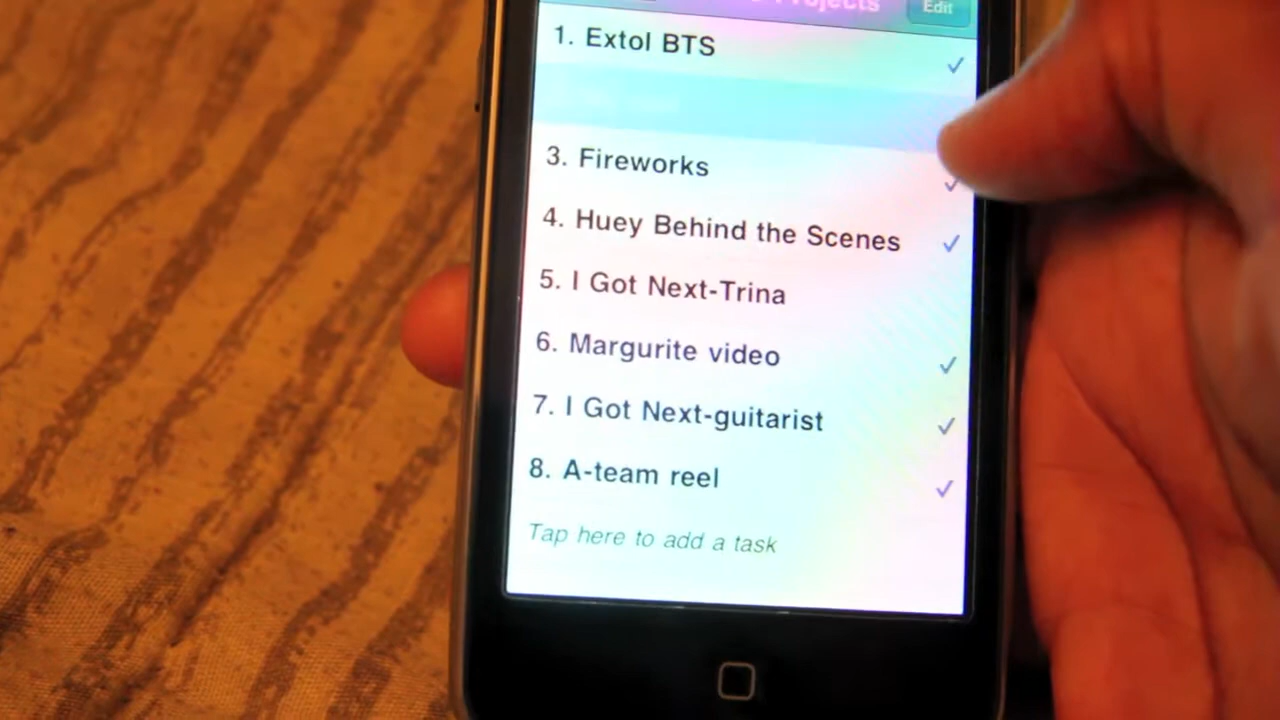 Projects
Edit
1. Extol BTS
3. Fireworks
4. Huey Behind the Scenes
5. I Got Next-Trina
6. Margurite video
7. I Got Next-guitarist
8. A-team reel
Tap here to add a task